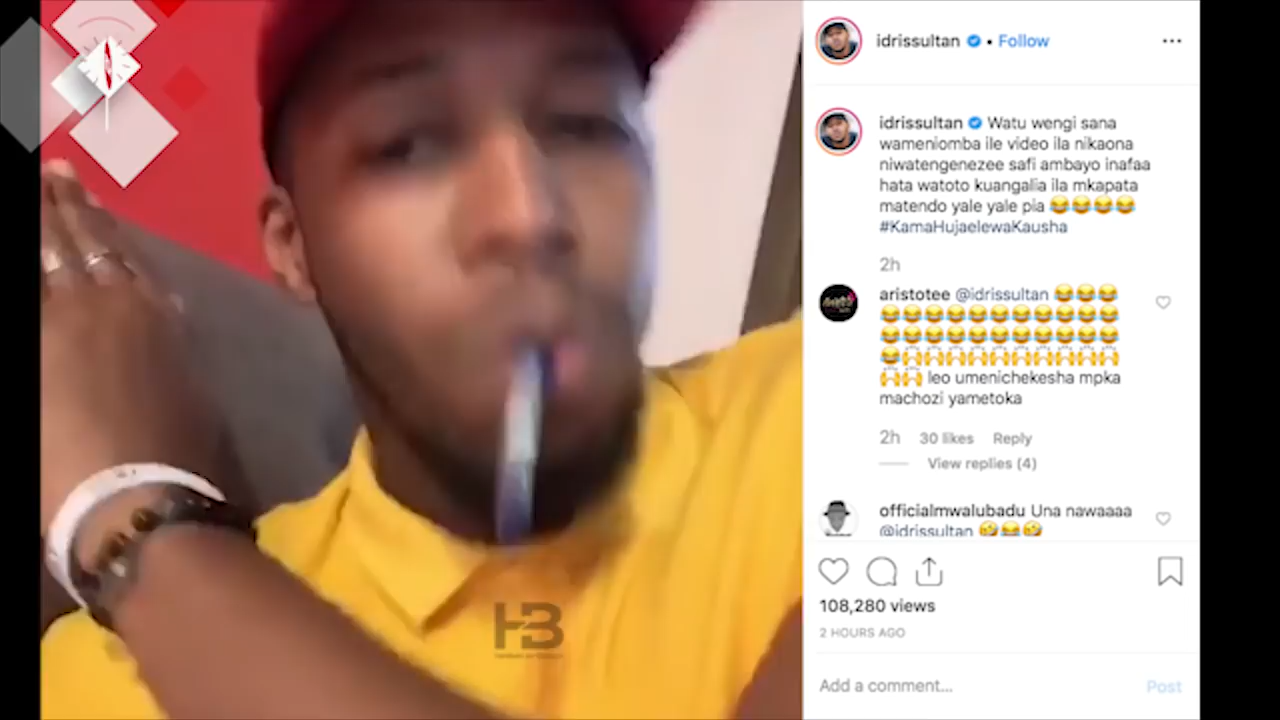 idrissultan • Follow
idrissultan Watu wengi sana
wameniomba ile video ila nikaona
niwatengenezee safi ambayo inafaa
hata watoto kuangalia ila mkapata
matendo yale yale pia 😂😂😂😂
#KamaHujaelewaKausha
2h
aristotee @idrissultan 😂😂😂
😂😂😂😂😂😂😂😂😂😂😂
😂😂😂😂😂😂😂😂😂😂😂
😂🙌🙌🙌🙌🙌🙌🙌🙌🙌🙌
🙌🙌 leo umenichekesha mpka
machozi yametoka
2h 30 likes Reply
View replies (4)
officialmwalubadu Una nawaaaa
@idrissultan 🤣😂🤣
108,280 views
2 HOURS AGO
Add a comment... Post
HB